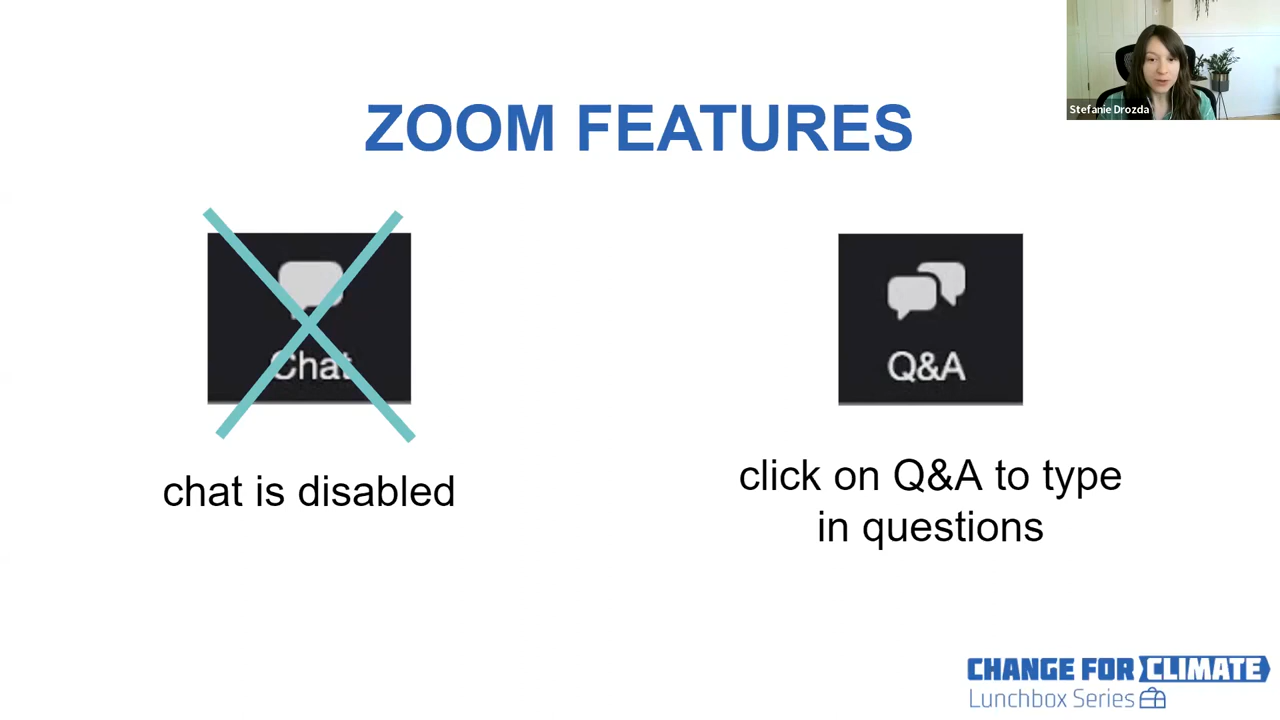 Stefanie Drozda
ZOOM FEATURES
Chat
Q&A
chat is disabled
click on Q&A to type
in questions
CHANGE FOR CLIMATE
Lunchbox Series